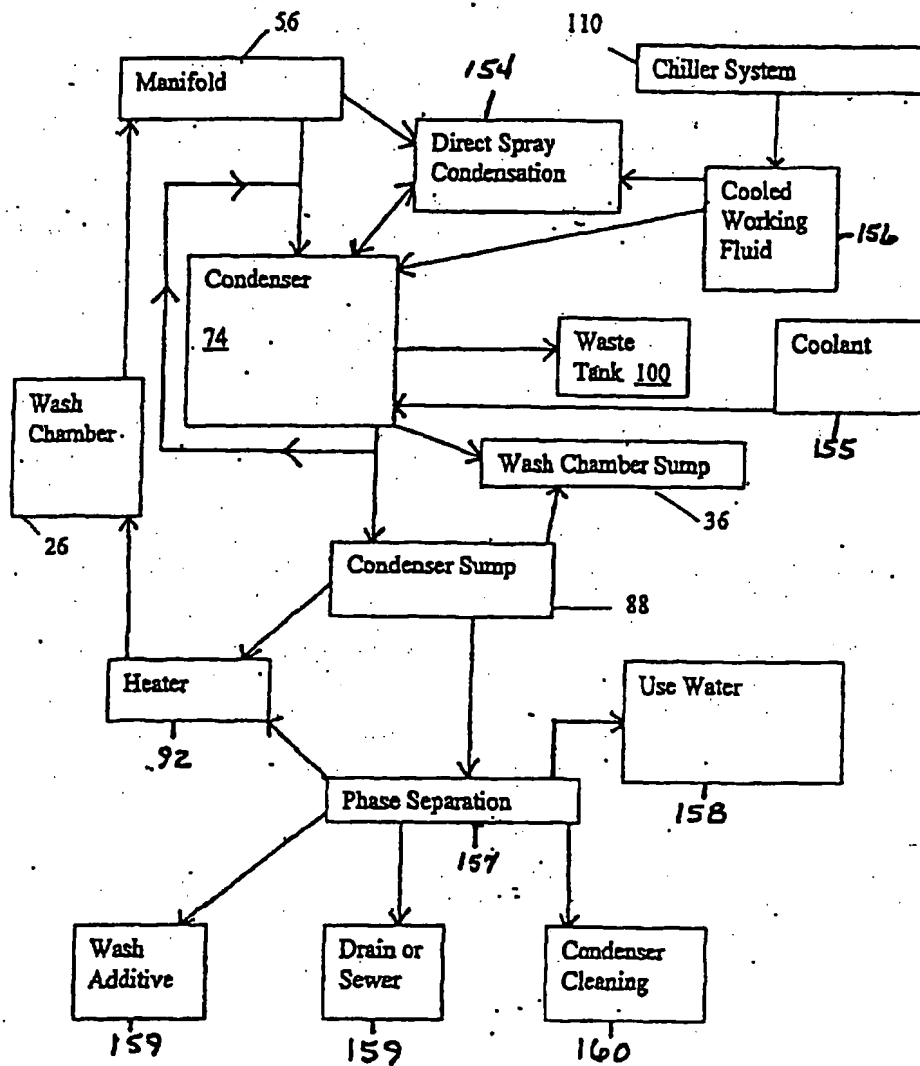 56
110
Manifold
Chiller System
154
Direct Spray
Condensation
Cooled
Working
Fluid
156
Condenser
74
Waste
Tank 100
Coolant
155
Wash
Chamber
26
Wash Chamber Sump
36
Condenser Sump
88
Heater
92
Use Water
158
Phase Separation
157
Wash
Additive
159
Drain or
Sewer
159
Condenser
Cleaning
160